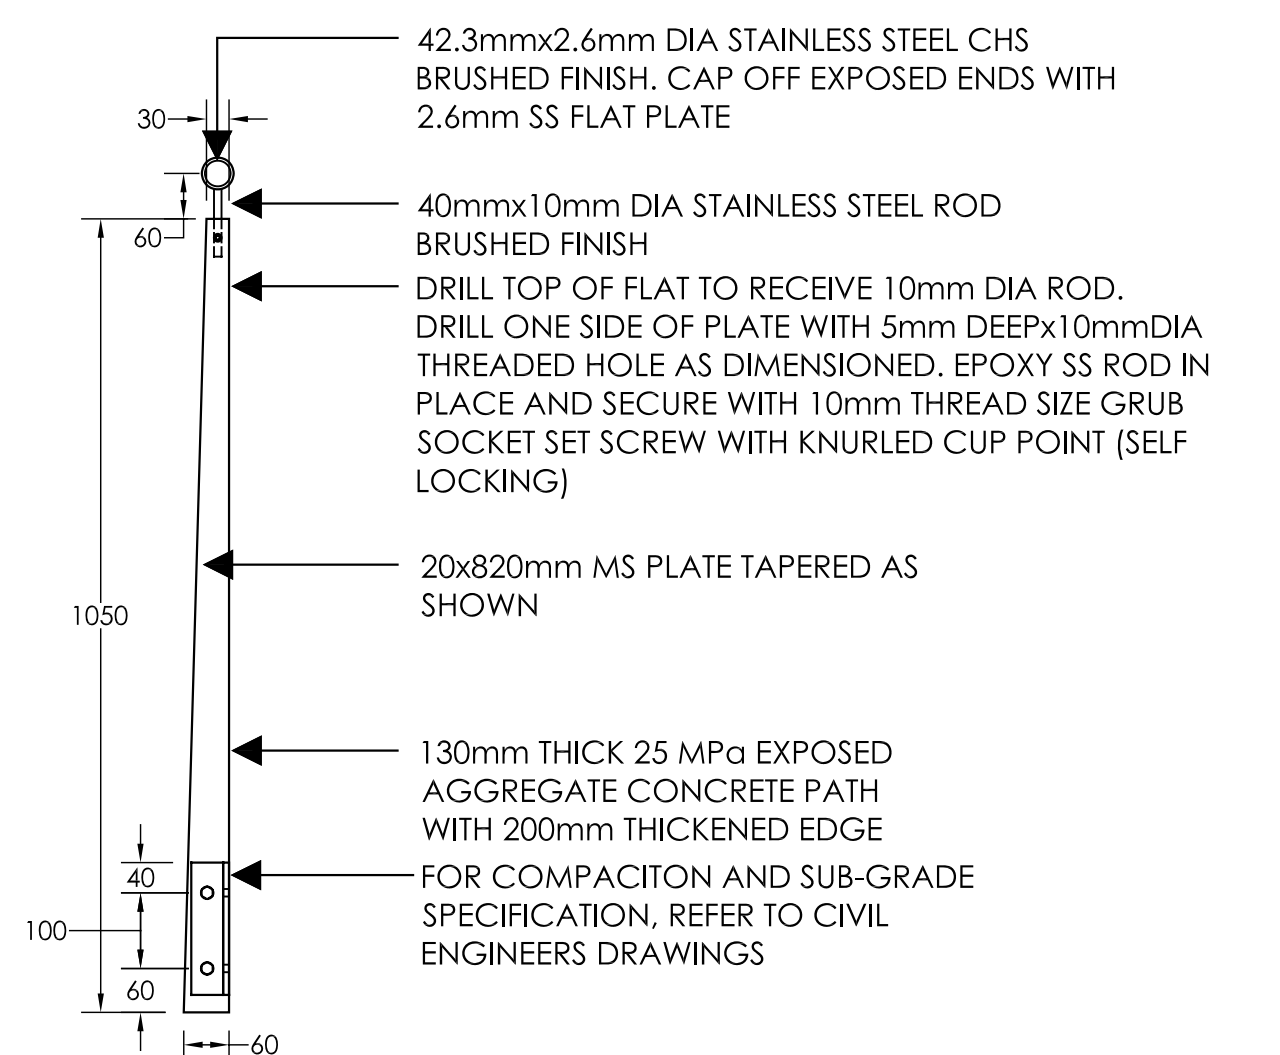 42.3mmx2.6mm DIA STAINLESS STEEL CHS
BRUSHED FINISH. CAP OFF EXPOSED ENDS WITH
2.6mm SS FLAT PLATE
30
40mmx10mm DIA STAINLESS STEEL ROD
BRUSHED FINISH
60
DRILL TOP OF FLAT TO RECEIVE 10mm DIA ROD.
DRILL ONE SIDE OF PLATE WITH 5mm DEEPx10mmDIA
THREADED HOLE AS DIMENSIONED. EPOXY SS ROD IN
PLACE AND SECURE WITH 10mm THREAD SIZE GRUB
SOCKET SET SCREW WITH KNURLED CUP POINT (SELF
LOCKING)
20x820mm MS PLATE TAPERED AS
SHOWN
1050
130mm THICK 25 MPa EXPOSED
AGGREGATE CONCRETE PATH
WITH 200mm THICKENED EDGE
FOR COMPACITON AND SUB-GRADE
SPECIFICATION, REFER TO CIVIL
ENGINEERS DRAWINGS
40
100
60
60